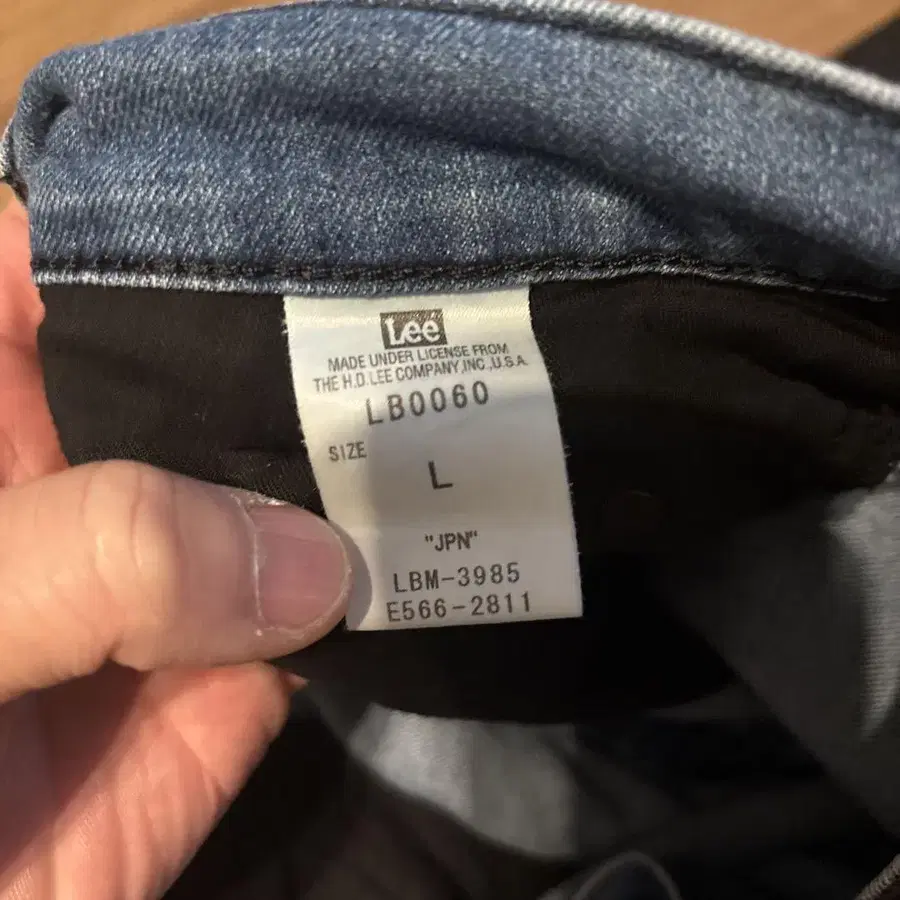 Lee
MADE UNDER LICENSE FROM
THE H.D.LEE COMPANY,INC.,U.S.A.
LB0060
SIZE
L
"JPN"
LBM-3985
E566-2811